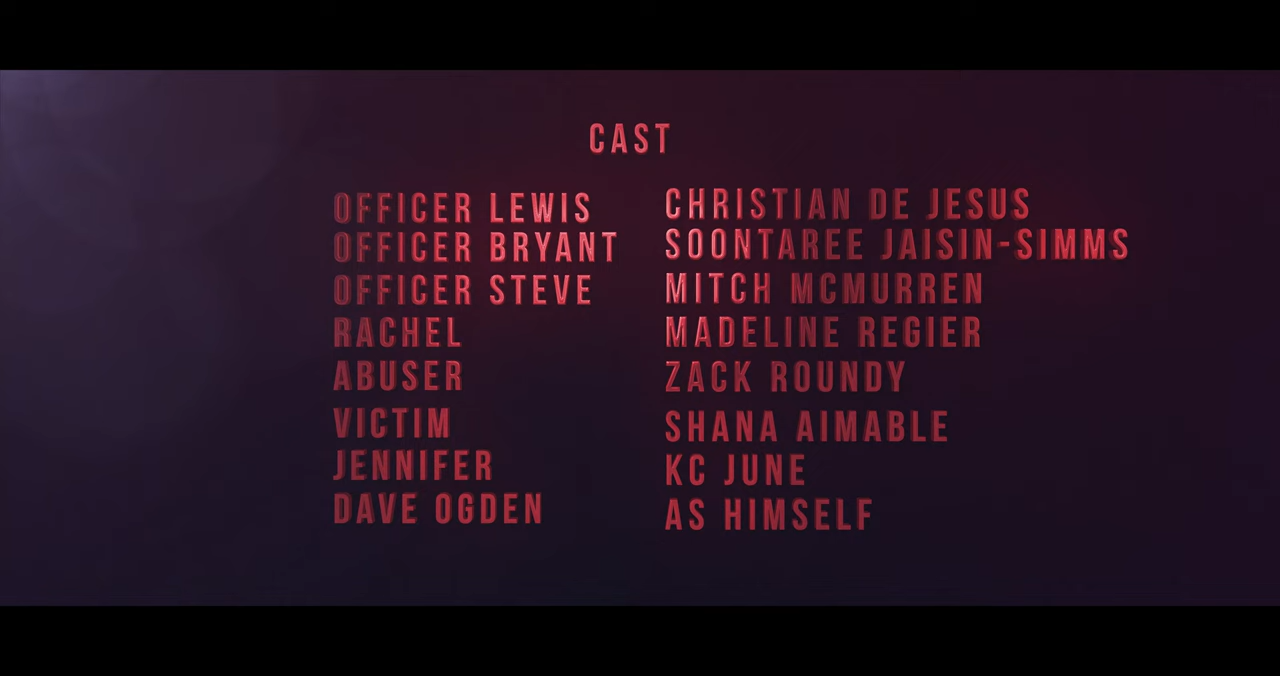 CAST
OFFICER LEWIS CHRISTIAN DE JESUS
OFFICER BRYANT SOONTAREE JAISIN-SIMMS
OFFICER STEVE MITCH MCMURREN
RACHEL MADELINE REGIER
ABUSER ZACK ROUNDY
VICTIM SHANA AIMABLE
JENNIFER KC JUNE
DAVE OGDEN AS HIMSELF